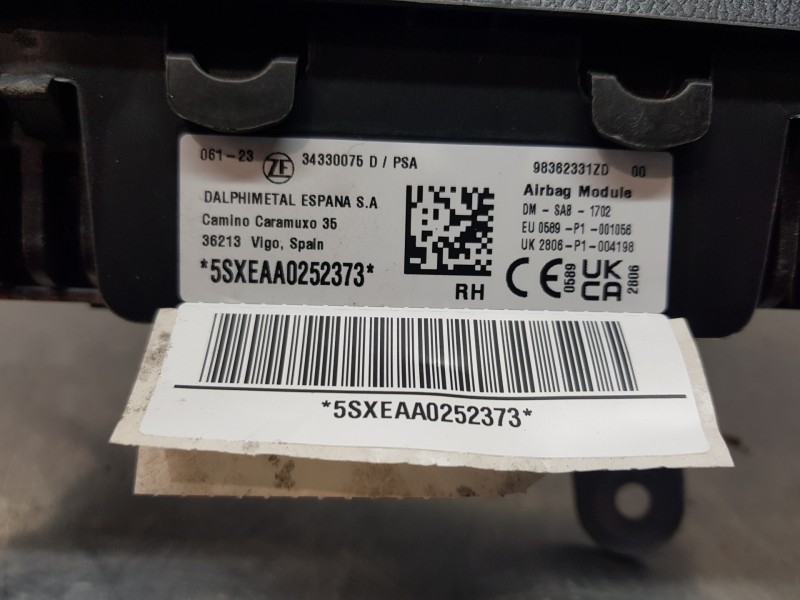 061-23 ZF 34330075 D / PSA
98362331ZD 00
DALPHIMETAL ESPANA S.A
Camino Caramuxo 35
36213 Vigo, Spain
*5SXEAA0252373*
RH
Airbag Module
DM - SAB - 1702
EU 0589-P1-001056
UK 2806-P1-004198
CE 0589
UK CA 2806
*5SXEAA0252373*